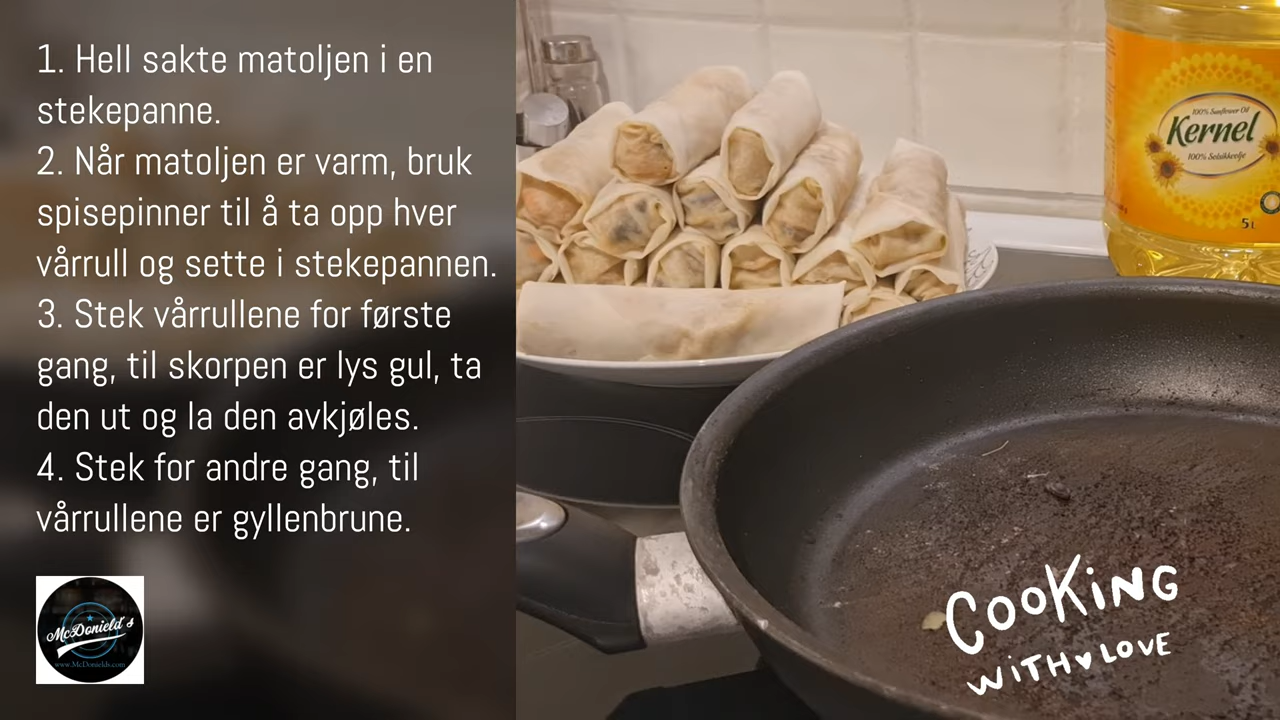 1. Hell sakte matoljen i en
stekepanne.
2. Når matoljen er varm, bruk
spisepinner til å ta opp hver
vårrull og sette i stekepannen.
3. Stek vårrullene for første
gang, til skorpen er lys gul, ta
den ut og la den avkjøles.
4. Stek for andre gang, til
vårrullene er gyllenbrune.
McDonield's
www.McDonields.com
100% Sunflower Oil
Kernel
100% Solsikkeolje
5 L
COOKING
WITH LOVE